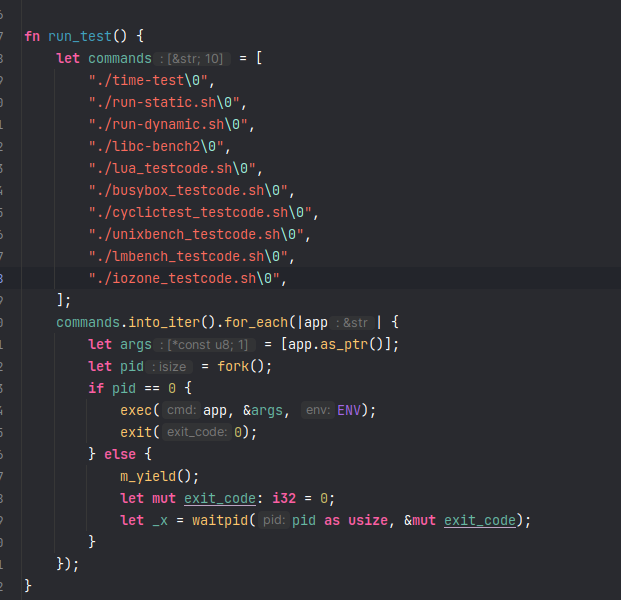 6
7 fn run_test() {
8 let commands : [&str; 10] = [
9 "./time-test\0",
0 "./run-static.sh\0",
1 "./run-dynamic.sh\0",
2 "./libc-bench2\0",
3 "./lua_testcode.sh\0",
4 "./busybox_testcode.sh\0",
5 "./cyclictest_testcode.sh\0",
6 "./unixbench_testcode.sh\0",
7 "./lmbench_testcode.sh\0",
8 "./iozone_testcode.sh\0",
9 ];
0 commands.into_iter().for_each(|app : &str | {
1 let args : [*const u8; 1] = [app.as_ptr()];
2 let pid : isize = fork();
3 if pid == 0 {
4 exec( cmd: app, &args, env: ENV);
5 exit( exit_code: 0);
6 } else {
7 m_yield();
8 let mut exit_code: i32 = 0;
9 let _x = waitpid( pid: pid as usize, &mut exit_code);
0 }
1 });
2 }